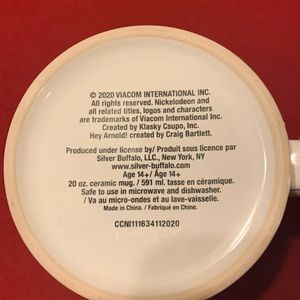 © 2020 VIACOM INTERNATIONAL INC.
All rights reserved. Nickelodeon and
all related titles, logos and characters
are trademarks of Viacom International Inc.
Created by Klasky Csupo, Inc.
Hey Arnold! created by Craig Bartlett.
Produced under license by/ Produit sous licence par
Silver Buffalo, LLC., New York, NY
www.silver-buffalo.com
Age 14+/ Âge 14+
20 oz. ceramic mug. / 591 ml. tasse en céramique.
Safe to use in microwave and dishwasher.
/ Va au micro-ondes et au lave-vaisselle.
Made in China. / Fabriqué en Chine.
CCNI111634112020